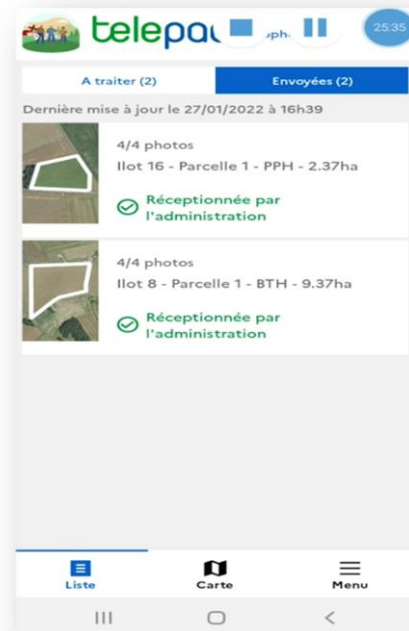 telepac
25:35
A traiter (2)
Envoyées (2)
Dernière mise à jour le 27/01/2022 à 16h39
4/4 photos
Ilot 16 - Parcelle 1 - PPH - 2.37ha
Réceptionnée par
l'administration
4/4 photos
Ilot 8 - Parcelle 1 - BTH - 9.37ha
Réceptionnée par
l'administration
Liste
Carte
Menu